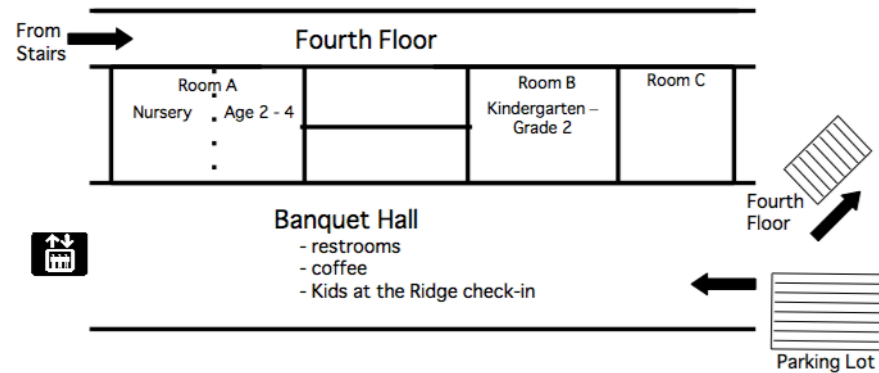 From
Stairs
Fourth Floor
Room A
Nursery
Age 2 - 4
Room B
Kindergarten –
Grade 2
Room C
Fourth
Floor
Banquet Hall
- restrooms
- coffee
- Kids at the Ridge check-in
Parking Lot